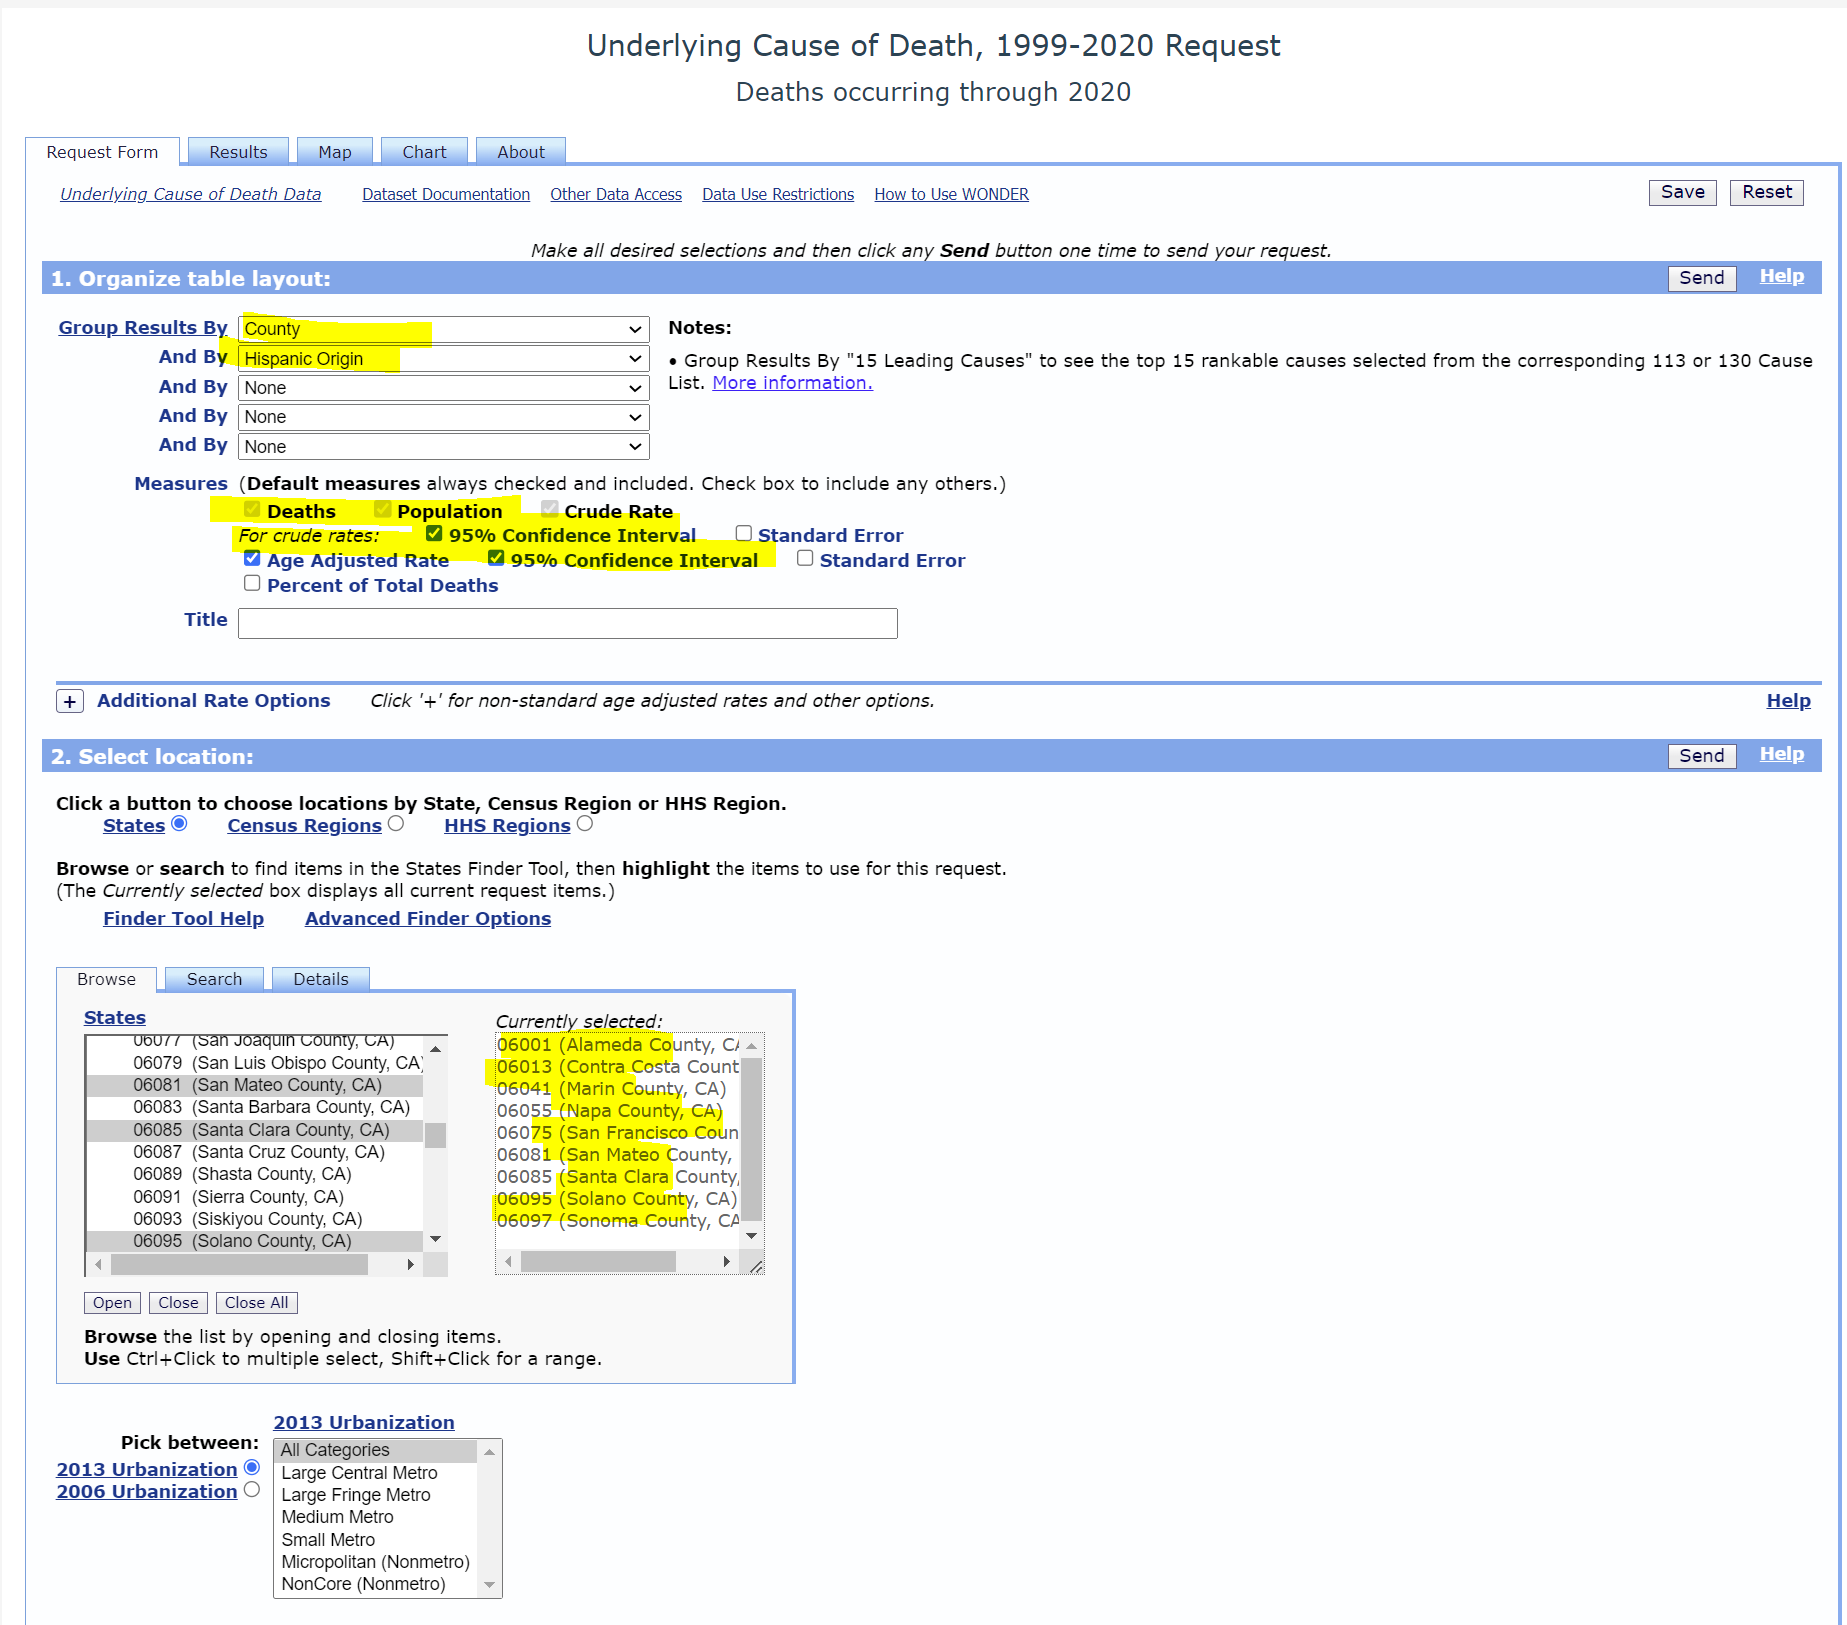 Underlying Cause of Death, 1999-2020 Request
Deaths occurring through 2020
Request Form Results Map Chart About
Underlying Cause of Death Data Dataset Documentation Other Data Access Data Use Restrictions How to Use WONDER Save Reset
Make all desired selections and then click any Send button one time to send your request.
1. Organize table layout: Send Help
Group Results By County
And By Hispanic Origin
And By None
And By None
And By None
Notes:
• Group Results By "15 Leading Causes" to see the top 15 rankable causes selected from the corresponding 113 or 130 Cause
List. More information.
Measures (Default measures always checked and included. Check box to include any others.)
Deaths Population Crude Rate
For crude rates: 95% Confidence Interval Standard Error
Age Adjusted Rate 95% Confidence Interval Standard Error
Percent of Total Deaths
Title
+ Additional Rate Options Click '+' for non-standard age adjusted rates and other options. Help
2. Select location: Send Help
Click a button to choose locations by State, Census Region or HHS Region.
States Census Regions HHS Regions
Browse or search to find items in the States Finder Tool, then highlight the items to use for this request.
(The Currently selected box displays all current request items.)
Finder Tool Help Advanced Finder Options
Browse Search Details
States
06077 (San Joaquin County, CA)
06079 (San Luis Obispo County, CA)
06081 (San Mateo County, CA)
06083 (Santa Barbara County, CA)
06085 (Santa Clara County, CA)
06087 (Santa Cruz County, CA)
06089 (Shasta County, CA)
06091 (Sierra County, CA)
06093 (Siskiyou County, CA)
06095 (Solano County, CA)
Currently selected:
06001 (Alameda County, CA
06013 (Contra Costa Count
06041 (Marin County, CA)
06055 (Napa County, CA)
06075 (San Francisco Coun
06081 (San Mateo County,
06085 (Santa Clara County,
06095 (Solano County, CA)
06097 (Sonoma County, CA
Open Close Close All
Browse the list by opening and closing items.
Use Ctrl+Click to multiple select, Shift+Click for a range.
Pick between:
2013 Urbanization
2006 Urbanization
2013 Urbanization
All Categories
Large Central Metro
Large Fringe Metro
Medium Metro
Small Metro
Micropolitan (Nonmetro)
NonCore (Nonmetro)